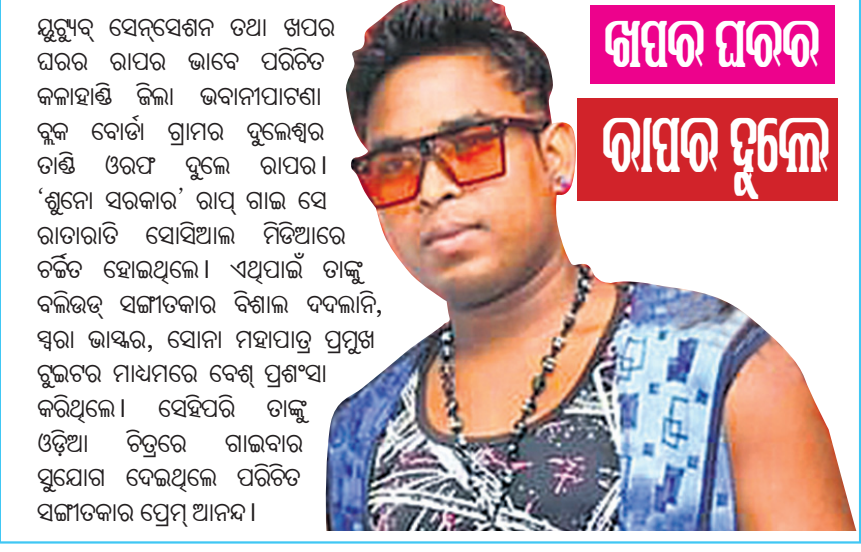 ଖପର ଘରର
ରାପର ଦୁଲେ
ୟୁଟ୍ୟୁବ୍ ସେନ୍‌ସେଶନ ତଥା ଖପର
ଘରର ରାପର ଭାବେ ପରିଚିତ
କଳାହାଣ୍ଡି ଜିଲା ଭବାନୀପାଟଣା
ବ୍ଲକ ବୋର୍ଡା ଗ୍ରାମର ଦୁଲେଶ୍ୱର
ତାଣ୍ଡି ଓରଫ ଦୁଲେ ରାପର।
‘ଶୁନୋ ସରକାର’ ରାପ୍ ଗାଇ ସେ
ରାତାରାତି ସୋସିଆଲ ମିଡିଆରେ
ଚର୍ଚ୍ଚିତ ହୋଇଥିଲେ। ଏଥିପାଇଁ ତାଙ୍କୁ
ବଲିଉଡ୍ ସଙ୍ଗୀତକାର ବିଶାଲ ଦଦଲାନି,
ସ୍ୱରା ଭାସ୍କର, ସୋନା ମହାପାତ୍ର ପ୍ରମୁଖ
ଟୁଇଟର ମାଧ୍ୟମରେ ବେଶ୍ ପ୍ରଶଂସା
କରିଥିଲେ। ସେହିପରି ତାଙ୍କୁ
ଓଡ଼ିଆ ଚିତ୍ରରେ ଗାଇବାର
ସୁଯୋଗ ଦେଇଥିଲେ ପରିଚିତ
ସଙ୍ଗୀତକାର ପ୍ରେମ୍ ଆନନ୍ଦ।